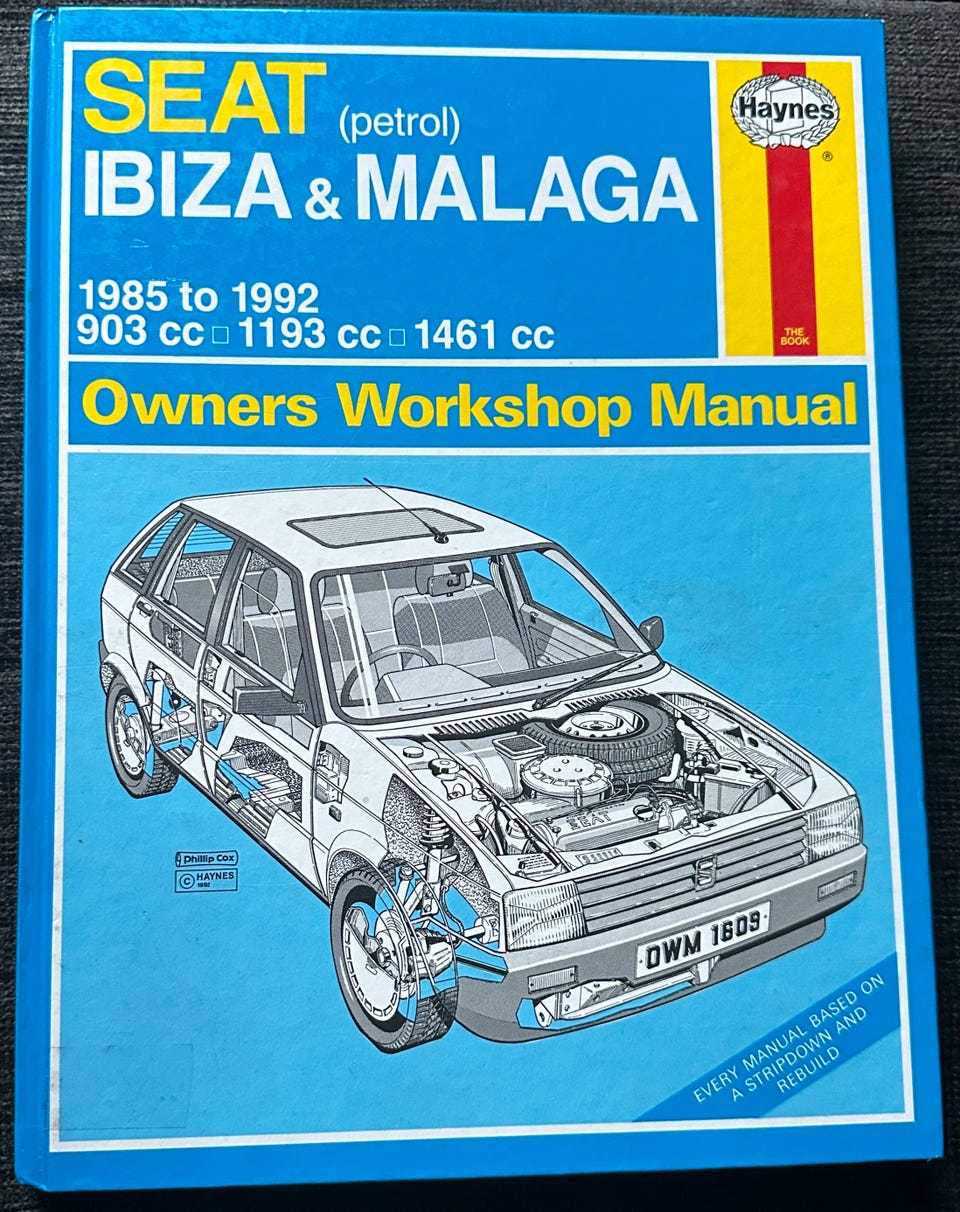 SEAT (petrol)
IBIZA & MALAGA
Haynes
®
1985 to 1992
903 cc □ 1193 cc □ 1461 cc
THE
BOOK
Owners Workshop Manual
SEAT
Phillip Cox
© HAYNES
1992
OWM 1609
EVERY MANUAL BASED ON
A STRIPDOWN AND
REBUILD